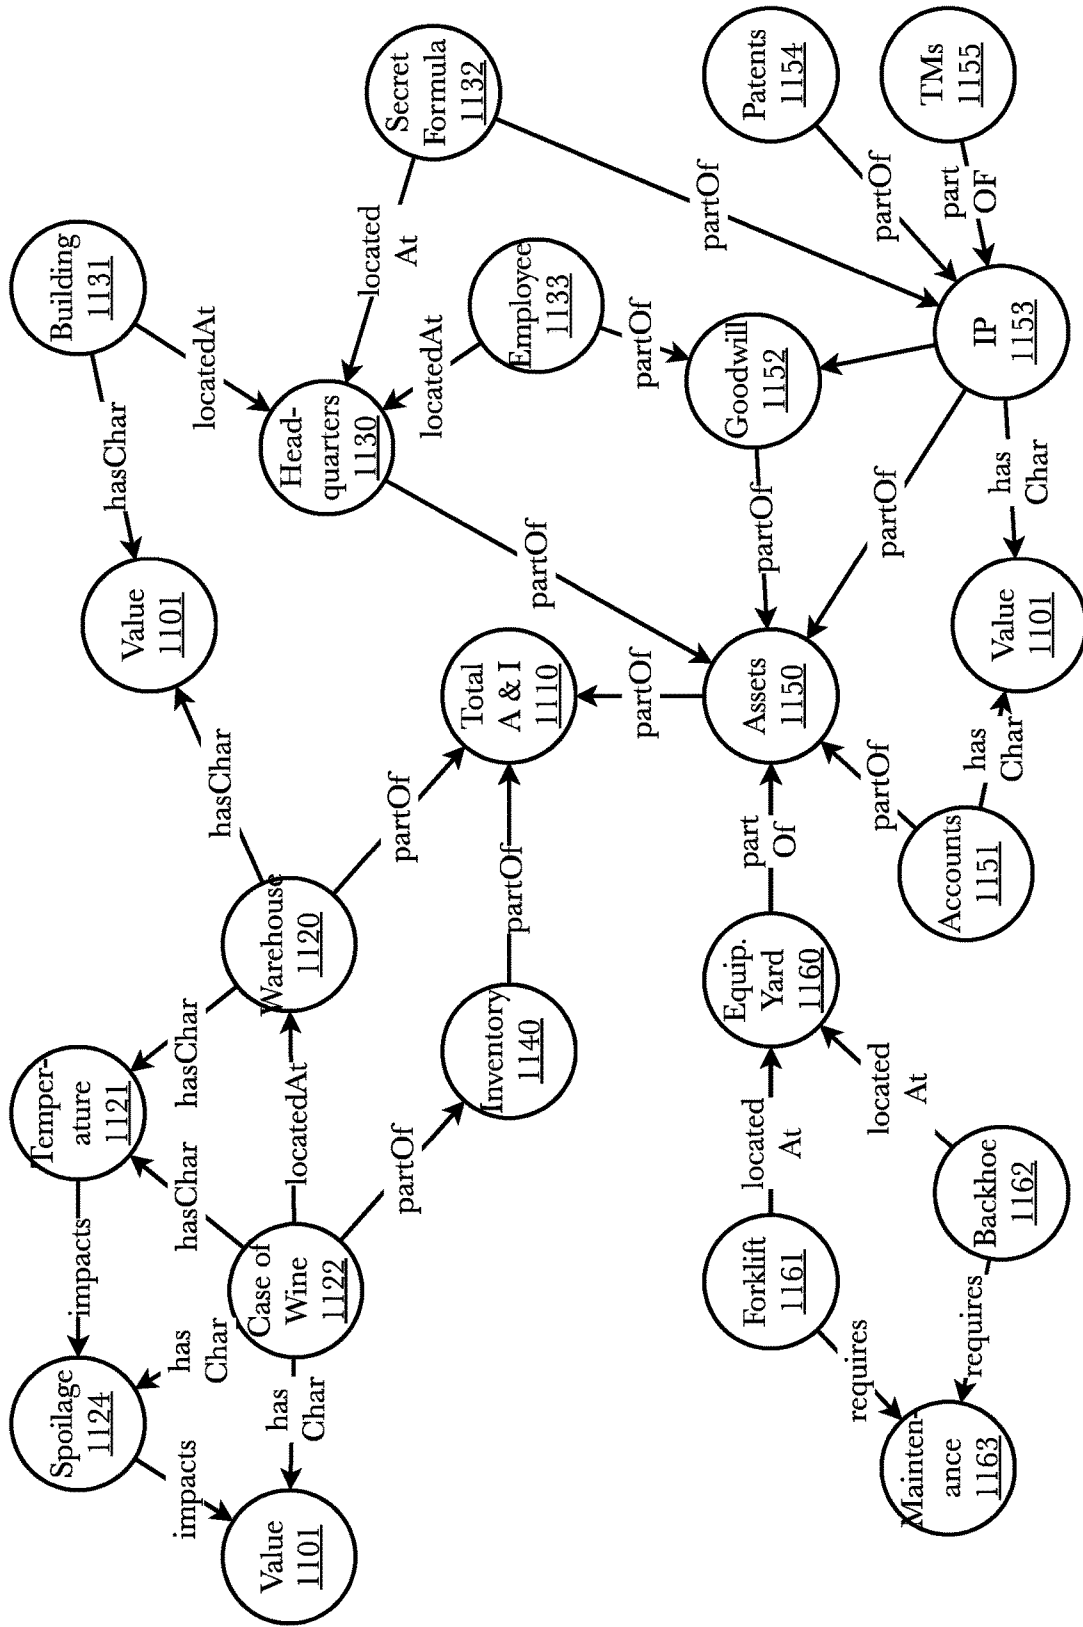 Spoilage
1124
impacts
Temper-
ature
1121
Building
1131
hasChar
Value
1101
impacts
has
Char
hasChar
hasChar
hasChar
locatedAt
Value
1101
has
Char
Case of
Wine
1122
locatedAt
Warehouse
1120
Head-
quarters
1130
located
At
Secret
Formula
1132
partOf
partOf
locatedAt
Inventory
1140
partOf
Total
A & I
1110
partOf
Employee
1133
partOf
partOf
partOf
Forklift
1161
located
At
Equip.
Yard
1160
part
Of
Assets
1150
partOf
Goodwill
1152
Patents
1154
requires
located
At
partOf
partOf
partOf
Mainten-
ance
1163
requires
Backhoe
1162
Accounts
1151
has
Char
Value
1101
has
Char
IP
1153
part
OF
TMs
1155